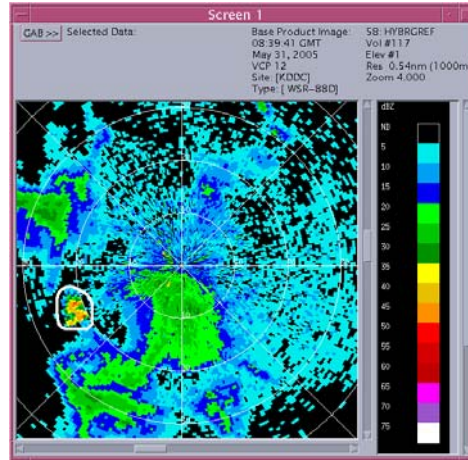 Screen 1
GAB >> Selected Data:
Base Product Image:
08:39:41 GMT
May 31, 2005
VCP 12
Site: [KDDC]
Type: [ WSR-88D]
58: HYBRGREF
Vol #117
Elev #1
Res 0.54nm (1000m
Zoom 4.000
dBZ
ND
5
10
15
20
25
30
35
40
45
50
55
60
65
70
75